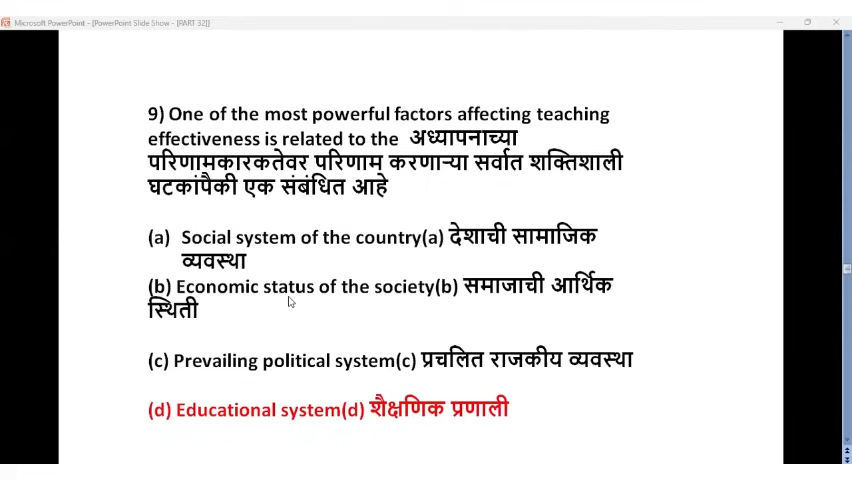 Microsoft PowerPoint - [PowerPoint Slide Show - [PART 32]]
9) One of the most powerful factors affecting teaching
effectiveness is related to the अध्यापनाच्या
परिणामकारकतेवर परिणाम करणाऱ्या सर्वात शक्तिशाली
घटकांपैकी एक संबंधित आहे
(a) Social system of the country(a) देशाची सामाजिक
व्यवस्था
(b) Economic status of the society(b) समाजाची आर्थिक
स्थिती
(c) Prevailing political system(c) प्रचलित राजकीय व्यवस्था
(d) Educational system(d) शैक्षणिक प्रणाली